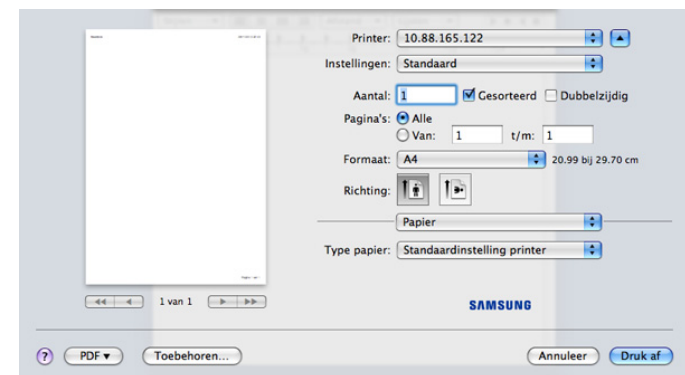 Printer: 10.88.165.122
Instellingen: Standaard
Aantal: 1 Gesorteerd Dubbelzijdig
Pagina's: Alle
Van: 1 t/m: 1
Formaat: A4 20.99 bij 29.70 cm
Richting:
Papier
Type papier: Standaardinstelling printer
1 van 1
SAMSUNG
? PDF Toebehoren... Annuleer Druk af